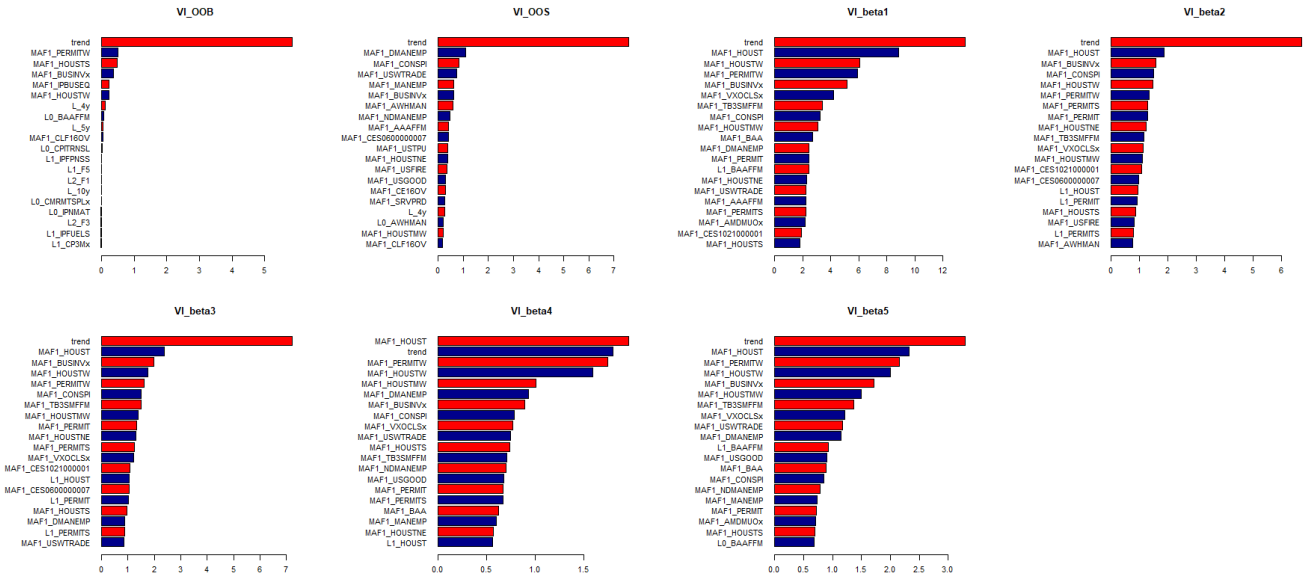 VI_OOB
trend
MAF1_PERMITW
MAF1_HOUSTS
MAF1_BUSINVx
MAF1_IPBUSEQ
MAF1_HOUSTW
L_4y
L0_BAAFFM
L_5y
MAF1_CLF16OV
L0_CPITRNSL
L1_IPFPNSS
L1_F5
L2_F1
L_10y
L0_CMRMTSPLx
L0_IPNMAT
L2_F3
L1_IPFUELS
L1_CP3Mx
0 1 2 3 4 5
VI_OOS
trend
MAF1_DMANEMP
MAF1_CONSPI
MAF1_USWTRADE
MAF1_MANEMP
MAF1_BUSINVx
MAF1_AWHMAN
MAF1_NDMANEMP
MAF1_AAAFFM
MAF1_CES0600000007
MAF1_USTPU
MAF1_HOUSTNE
MAF1_USFIRE
MAF1_USGOOD
MAF1_CE16OV
MAF1_SRVPRD
L_4y
L0_AWHMAN
MAF1_HOUSTMW
MAF1_CLF16OV
0 1 2 3 4 5 6 7
VI_beta1
trend
MAF1_HOUST
MAF1_HOUSTW
MAF1_PERMITW
MAF1_BUSINVx
MAF1_VXOCLSx
MAF1_TB3SMFFM
MAF1_CONSPI
MAF1_HOUSTMW
MAF1_BAA
MAF1_DMANEMP
MAF1_PERMIT
L1_BAAFFM
MAF1_HOUSTNE
MAF1_USWTRADE
MAF1_AAAFFM
MAF1_PERMITS
MAF1_AMDMUOx
MAF1_CES1021000001
MAF1_HOUSTS
0 2 4 6 8 10 12
VI_beta2
trend
MAF1_HOUST
MAF1_BUSINVx
MAF1_CONSPI
MAF1_HOUSTW
MAF1_PERMITW
MAF1_PERMITS
MAF1_PERMIT
MAF1_HOUSTNE
MAF1_TB3SMFFM
MAF1_VXOCLSx
MAF1_HOUSTMW
MAF1_CES1021000001
MAF1_CES0600000007
L1_HOUST
L1_PERMIT
MAF1_HOUSTS
MAF1_USFIRE
L1_PERMITS
MAF1_AWHMAN
0 1 2 3 4 5 6
VI_beta3
trend
MAF1_HOUST
MAF1_BUSINVx
MAF1_HOUSTW
MAF1_PERMITW
MAF1_CONSPI
MAF1_TB3SMFFM
MAF1_HOUSTMW
MAF1_PERMIT
MAF1_HOUSTNE
MAF1_PERMITS
MAF1_VXOCLSx
MAF1_CES1021000001
L1_HOUST
MAF1_CES0600000007
L1_PERMIT
MAF1_HOUSTS
MAF1_DMANEMP
L1_PERMITS
MAF1_USWTRADE
0 1 2 3 4 5 6 7
VI_beta4
MAF1_HOUST
trend
MAF1_PERMITW
MAF1_HOUSTW
MAF1_HOUSTMW
MAF1_DMANEMP
MAF1_BUSINVx
MAF1_CONSPI
MAF1_VXOCLSx
MAF1_USWTRADE
MAF1_HOUSTS
MAF1_TB3SMFFM
MAF1_NDMANEMP
MAF1_USGOOD
MAF1_PERMIT
MAF1_PERMITS
MAF1_BAA
MAF1_MANEMP
MAF1_HOUSTNE
L1_HOUST
0.0 0.5 1.0 1.5
VI_beta5
trend
MAF1_HOUST
MAF1_PERMITW
MAF1_HOUSTW
MAF1_BUSINVx
MAF1_HOUSTMW
MAF1_TB3SMFFM
MAF1_VXOCLSx
MAF1_USWTRADE
MAF1_DMANEMP
L1_BAAFFM
MAF1_USGOOD
MAF1_BAA
MAF1_CONSPI
MAF1_NDMANEMP
MAF1_MANEMP
MAF1_PERMIT
MAF1_AMDMUOx
MAF1_HOUSTS
L0_BAAFFM
0.0 0.5 1.0 1.5 2.0 2.5 3.0